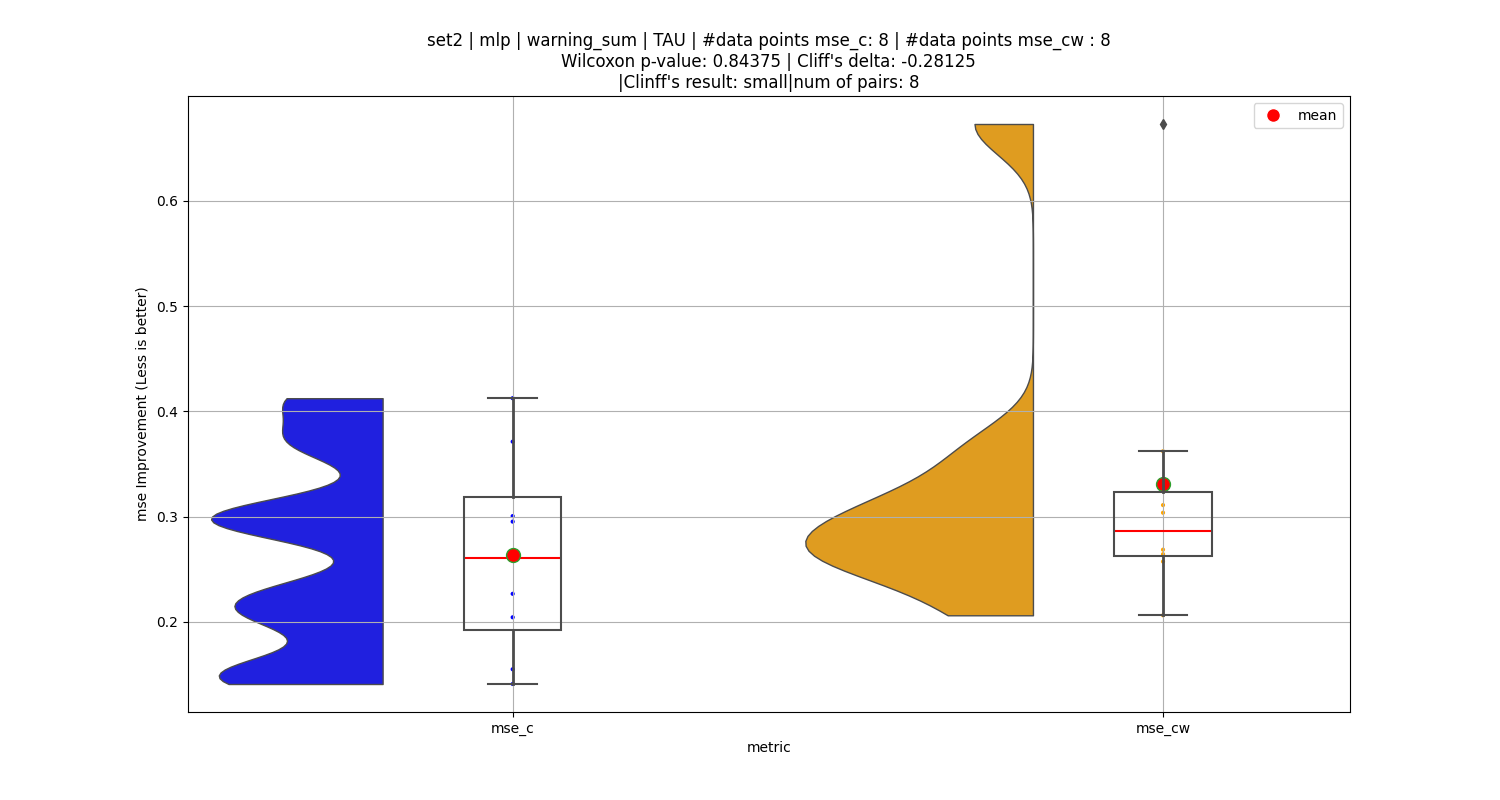 set2 | mlp | warning_sum | TAU | #data points mse_c: 8 | #data points mse_cw : 8
Wilcoxon p-value: 0.84375 | Cliff's delta: -0.28125
|Clinff's result: small|num of pairs: 8
mean
mse Improvement (Less is better)
0.6
0.5
0.4
0.3
0.2
mse_c
mse_cw
metric